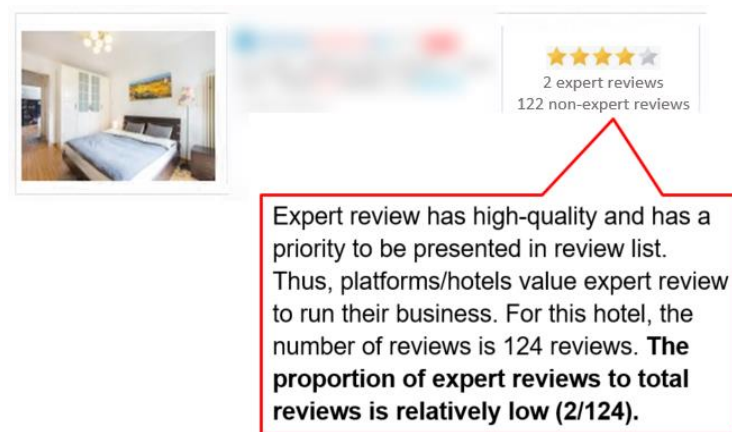 2 expert reviews
122 non-expert reviews
Expert review has high-quality and has a
priority to be presented in review list.
Thus, platforms/hotels value expert review
to run their business. For this hotel, the
number of reviews is 124 reviews. The
proportion of expert reviews to total
reviews is relatively low (2/124).